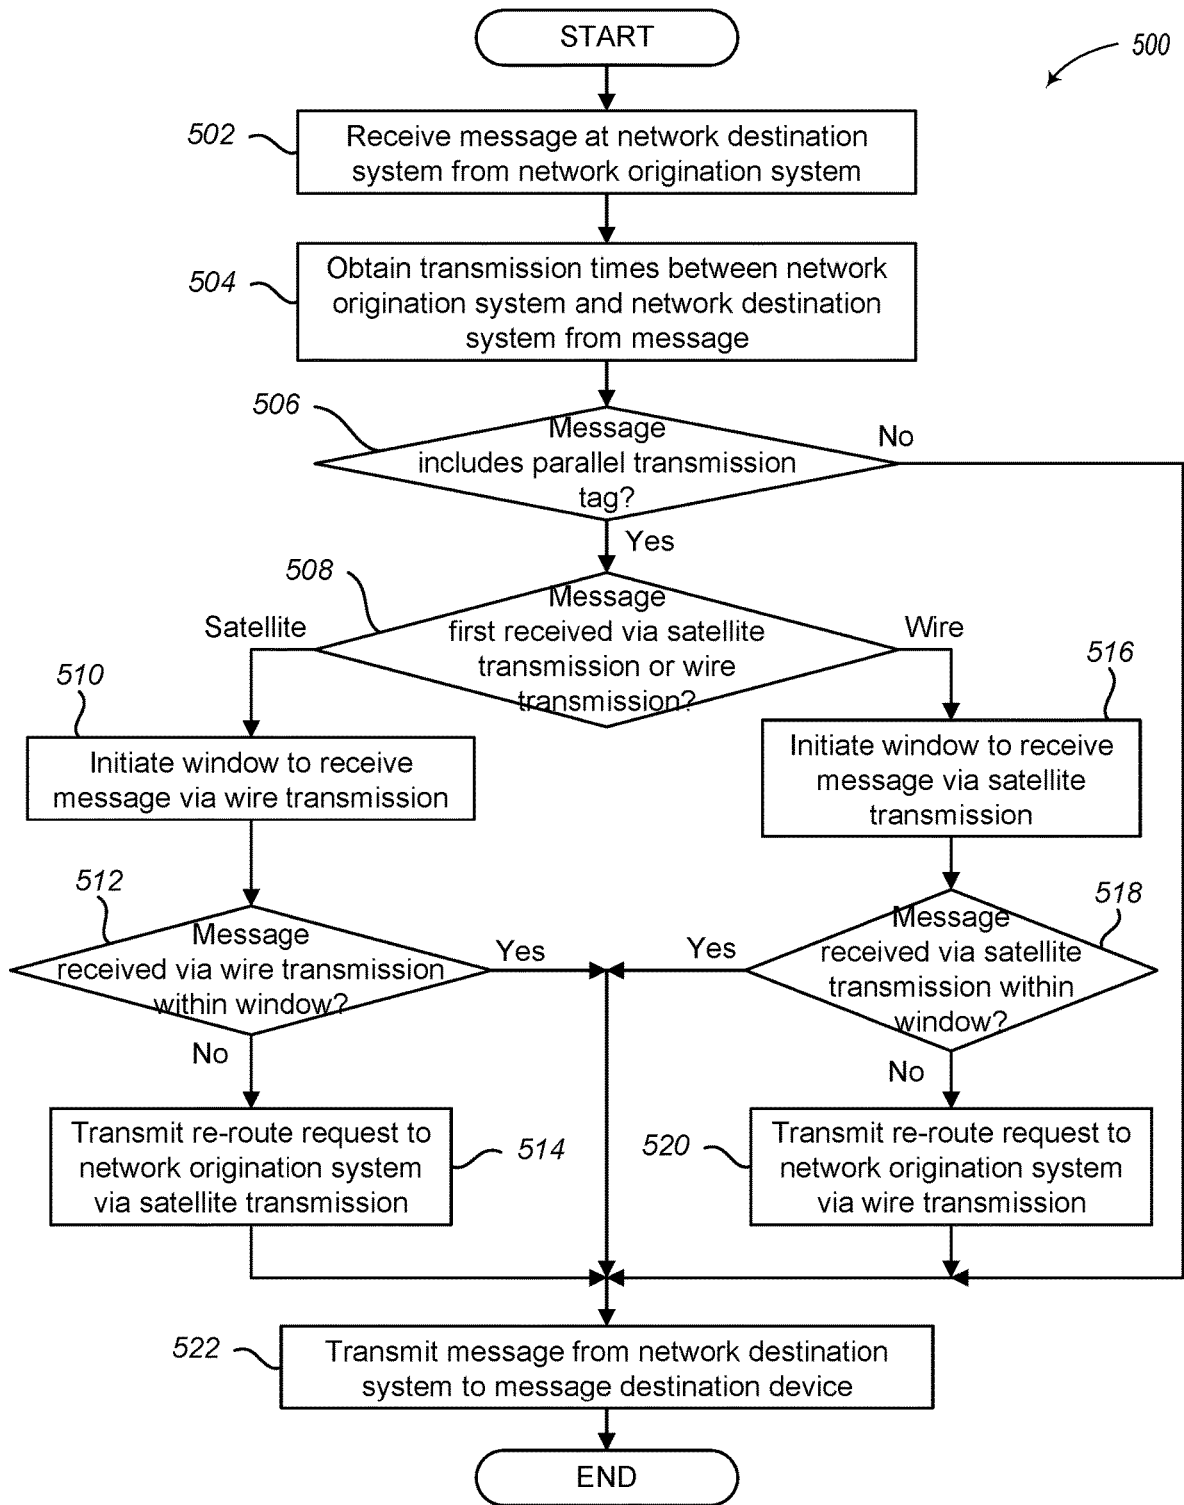 START
500
502
Receive message at network destination
system from network origination system
504
Obtain transmission times between network
origination system and network destination
system from message
506
Message
includes parallel transmission
tag?
No
Yes
508
Message
first received via satellite
transmission or wire
transmission?
Satellite
Wire
510
Initiate window to receive
message via wire transmission
516
Initiate window to receive
message via satellite
transmission
512
Message
received via wire transmission
within window?
Yes
No
518
Message
received via satellite
transmission within
window?
Yes
No
Transmit re-route request to
network origination system
via satellite transmission
514
520
Transmit re-route request to
network origination system
via wire transmission
522
Transmit message from network destination
system to message destination device
END